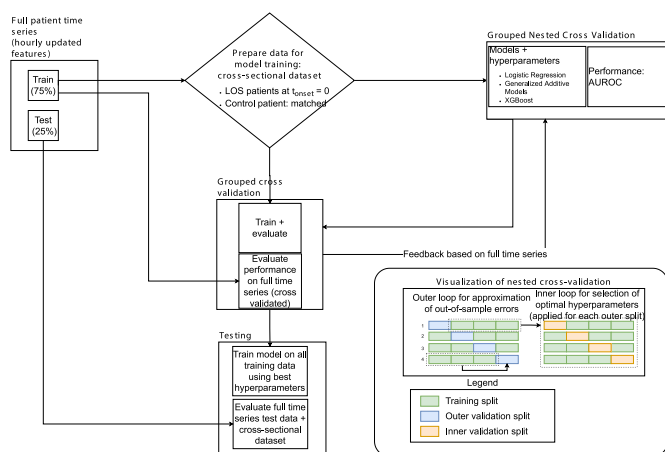 Full patient time
series
(hourly updated
features)
Train
(75%)
Test
(25%)
Prepare data for
model training:
cross-sectional dataset
• LOS patients at tonset = 0
• Control patient: matched
Grouped Nested Cross Validation
Models +
hyperparameters
• Logistic Regression
• Generalized Additive
Models
• XGBoost
Performance:
AUROC
Grouped cross
validation
Train +
evaluate
Evaluate
performance
on full time
series (cross
validated)
Feedback based on full time series
Testing
Train model on all
training data
using best
hyperparameters
Evaluate full time
series test data +
cross-sectional
dataset
Visualization of nested cross-validation
Outer loop for approximation
of out-of-sample errors
1
2
3
4
Inner loop for selection of
optimal hyperparameters
(applied for each outer split)
Legend
Training split
Outer validation split
Inner validation split